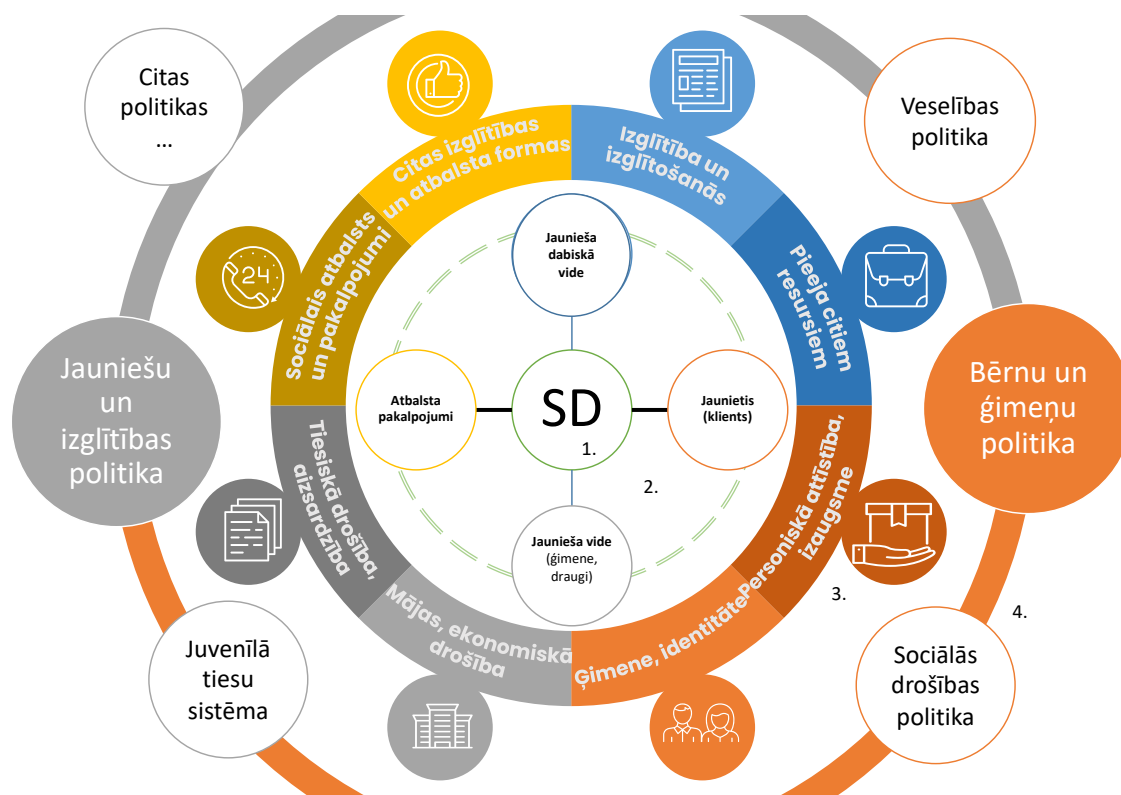 Citas
politikas
...
Veselības
politika
Citas izglītības
un atbalsta formas
Izglītība un
izglītošanās
24
Sociālais atbalsts
un pakalpojumi
Pieeja citiem
resursiem
Jaunieša
dabiskā
vide
Jauniešu
un
izglītības
politika
Atbalsta
pakalpojumi
SD
1.
Jaunietis
(klients)
Bērnu un
ģimeņu
politika
2.
Tiesiskā drošība,
aizsardzība
Jaunieša vide
(ģimene,
draugi)
Personiskā attīstība,
izaugsme
3.
4.
Mājas, ekonomiskā
drošība
Ģimene, identitāte
Juvenīlā
tiesu
sistēma
Sociālās
drošības
politika